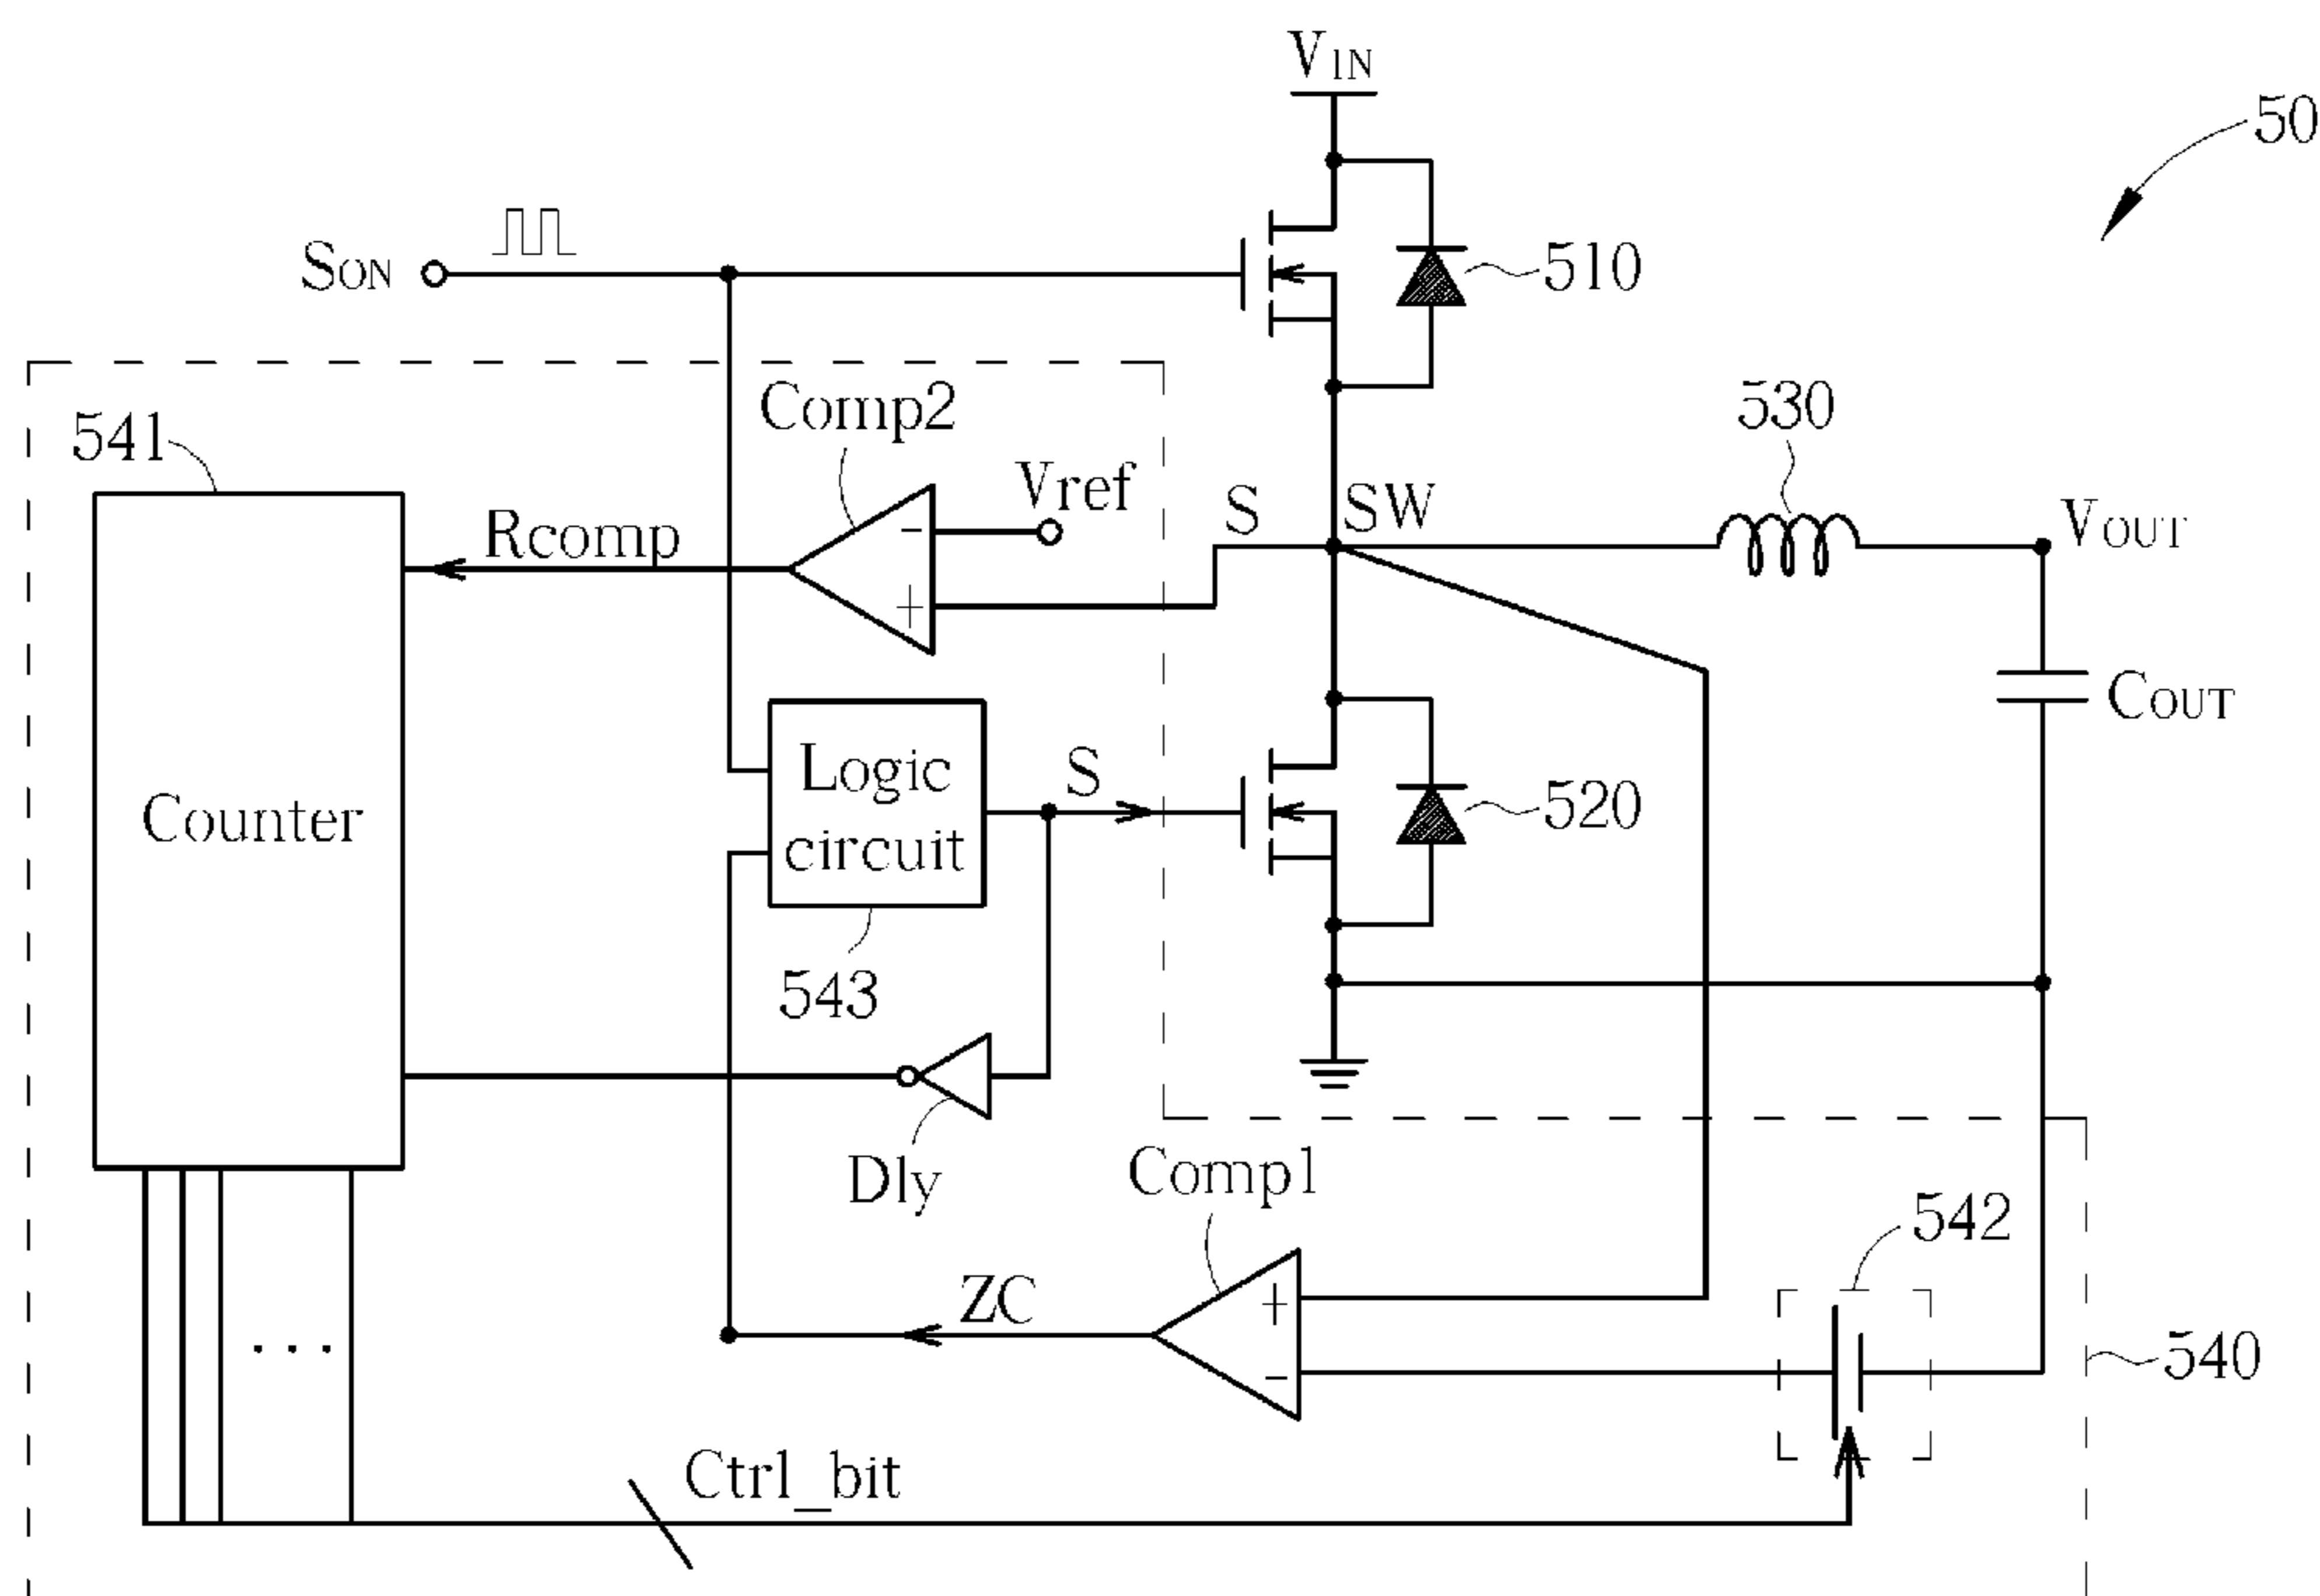 VIN
50
SON
510
Comp2
541
530
Vref
S
SW
VOUT
Rcomp
-
+
COUT
Logic
circuit
S
520
Counter
543
Dly
Comp1
542
ZC
+
-
540
...
Ctrl_bit